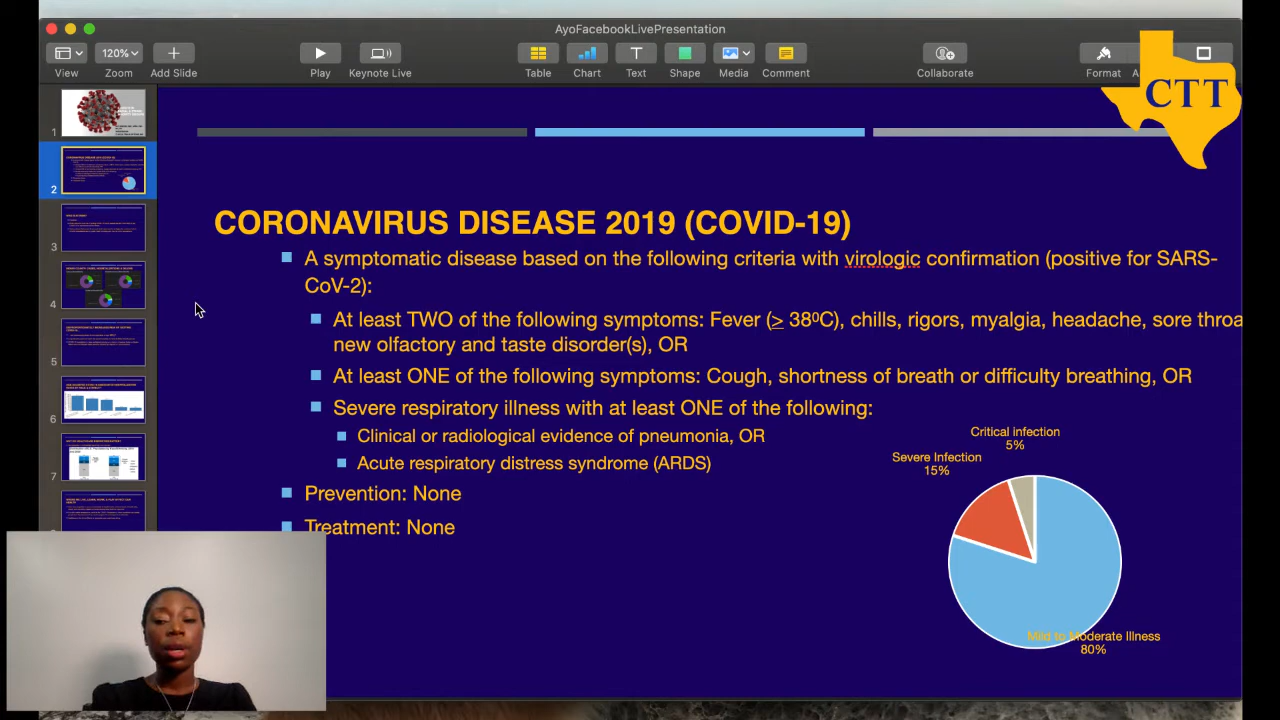 AyoFacebookLivePresentation
120%
View
Zoom
Add Slide
Play
Keynote Live
Table
Chart
Text
Shape
Media
Comment
Collaborate
Format
CTT
1
2
3
4
5
6
7
CORONAVIRUS DISEASE 2019 (COVID-19)
A symptomatic disease based on the following criteria with virologic confirmation (positive for SARS-
CoV-2):
At least TWO of the following symptoms: Fever (≥ 38⁰C), chills, rigors, myalgia, headache, sore throa
new olfactory and taste disorder(s), OR
At least ONE of the following symptoms: Cough, shortness of breath or difficulty breathing, OR
Severe respiratory illness with at least ONE of the following:
Clinical or radiological evidence of pneumonia, OR
Acute respiratory distress syndrome (ARDS)
Prevention: None
Treatment: None
Critical infection
5%
Severe Infection
15%
Mild to Moderate Illness
80%